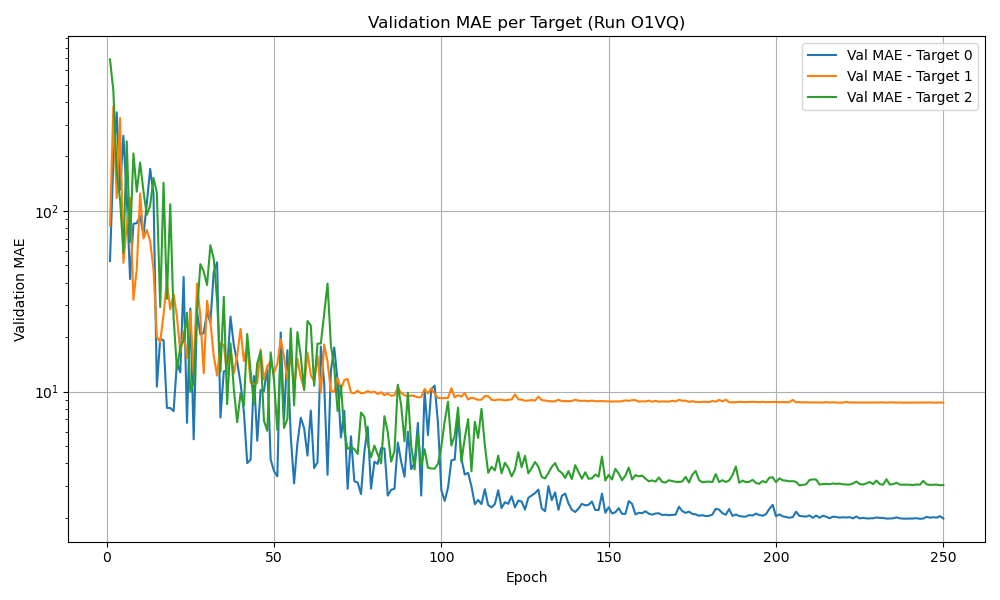 Validation MAE per Target (Run O1VQ)
Val MAE - Target 0
Val MAE - Target 1
Val MAE - Target 2
Validation MAE
10²
10¹
0 50 100 150 200 250
Epoch